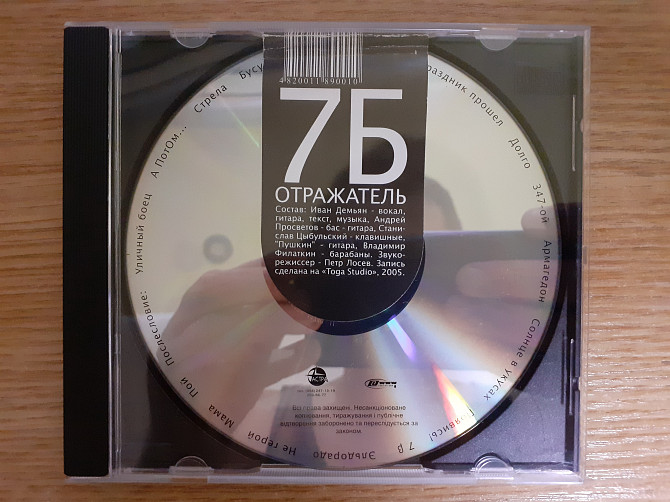 4820011890010
7Б
ОТРАЖАТЕЛЬ
Состав: Иван Демьян - вокал,
гитара, текст, музыка, Андрей
Просветов - бас - гитара, Стани-
слав Цыбульский - клавишные,
"Пушкин" - гитара, Владимир
Филаткин - барабаны. Звуко-
режиссер - Петр Лосев. Запись
сделана на «Toga Studio», 2005.
прошел
Долго
347-ой
Армагедон
Солнце в укусах
7 В
Эльдорадо
Не герой
Мама
Пой
Послесловие:
Уличный боец
А ПотОм...
Стрела
АСТРА
Всі права захищені. Несанкціоноване
копіювання, тиражування і публічне
відтворення заборонено та переслідується за
законом.